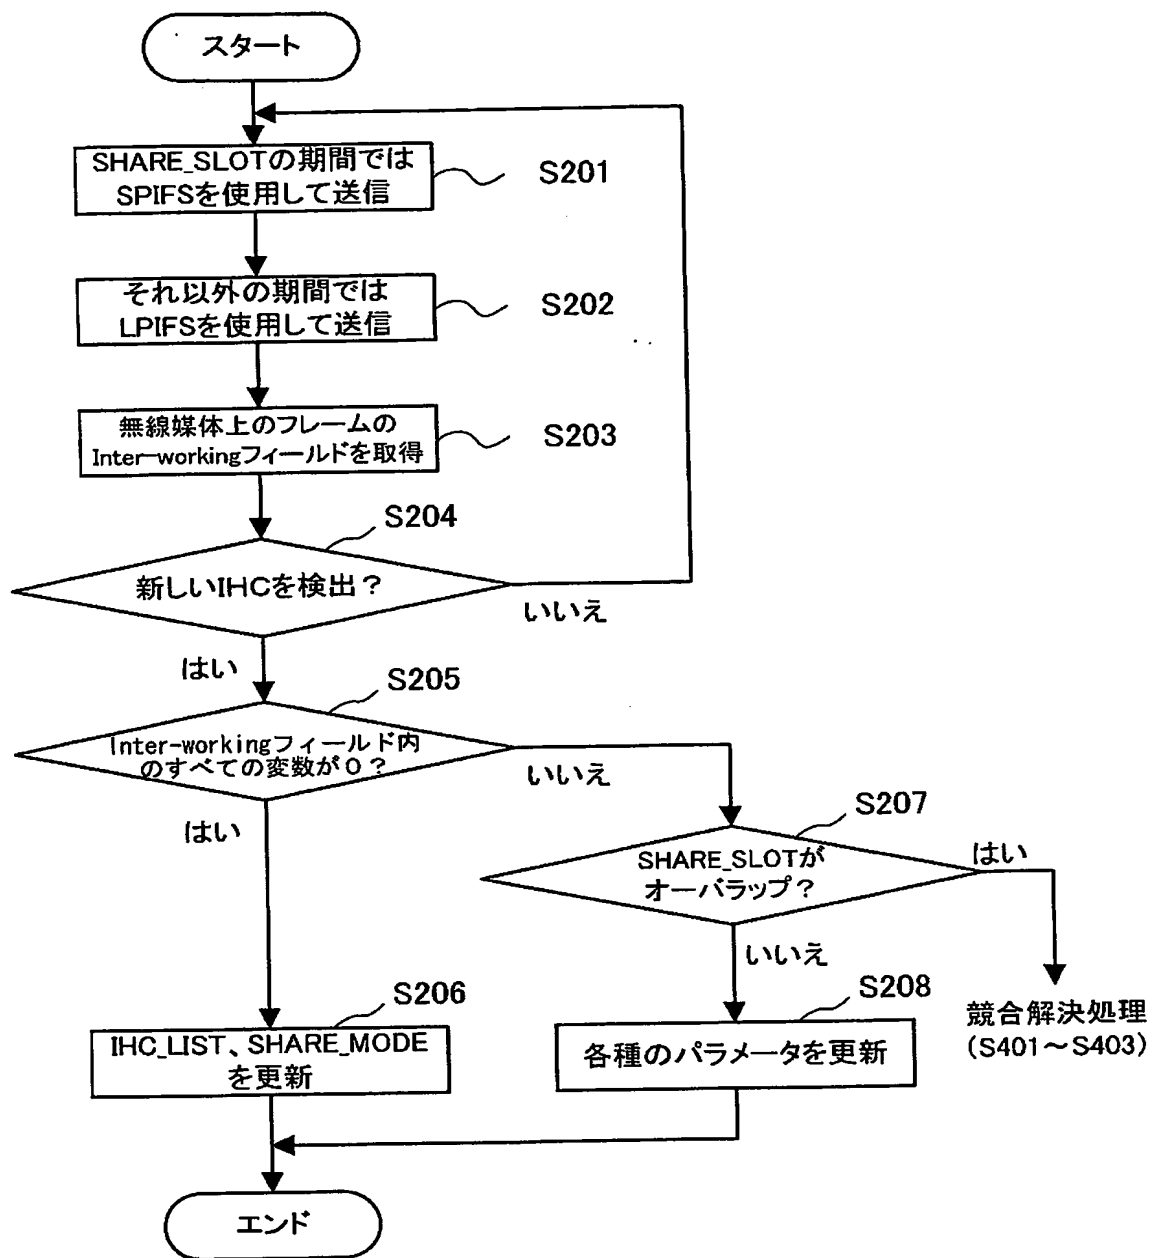 スタート
SHARE_SLOTの期間では
SPIFSを使用して送信
S201
それ以外の期間では
LPIFSを使用して送信
S202
無線媒体上のフレームの
Inter-workingフィールドを取得
S203
S204
新しいIHCを検出？
いいえ
はい
S205
Inter-workingフィールド内
のすべての変数が０？
いいえ
はい
S207
SHARE_SLOTが
オーバラップ？
はい
いいえ
S206
IHC_LIST、SHARE_MODE
を更新
S208
各種のパラメータを更新
競合解決処理
(S401～S403)
エンド